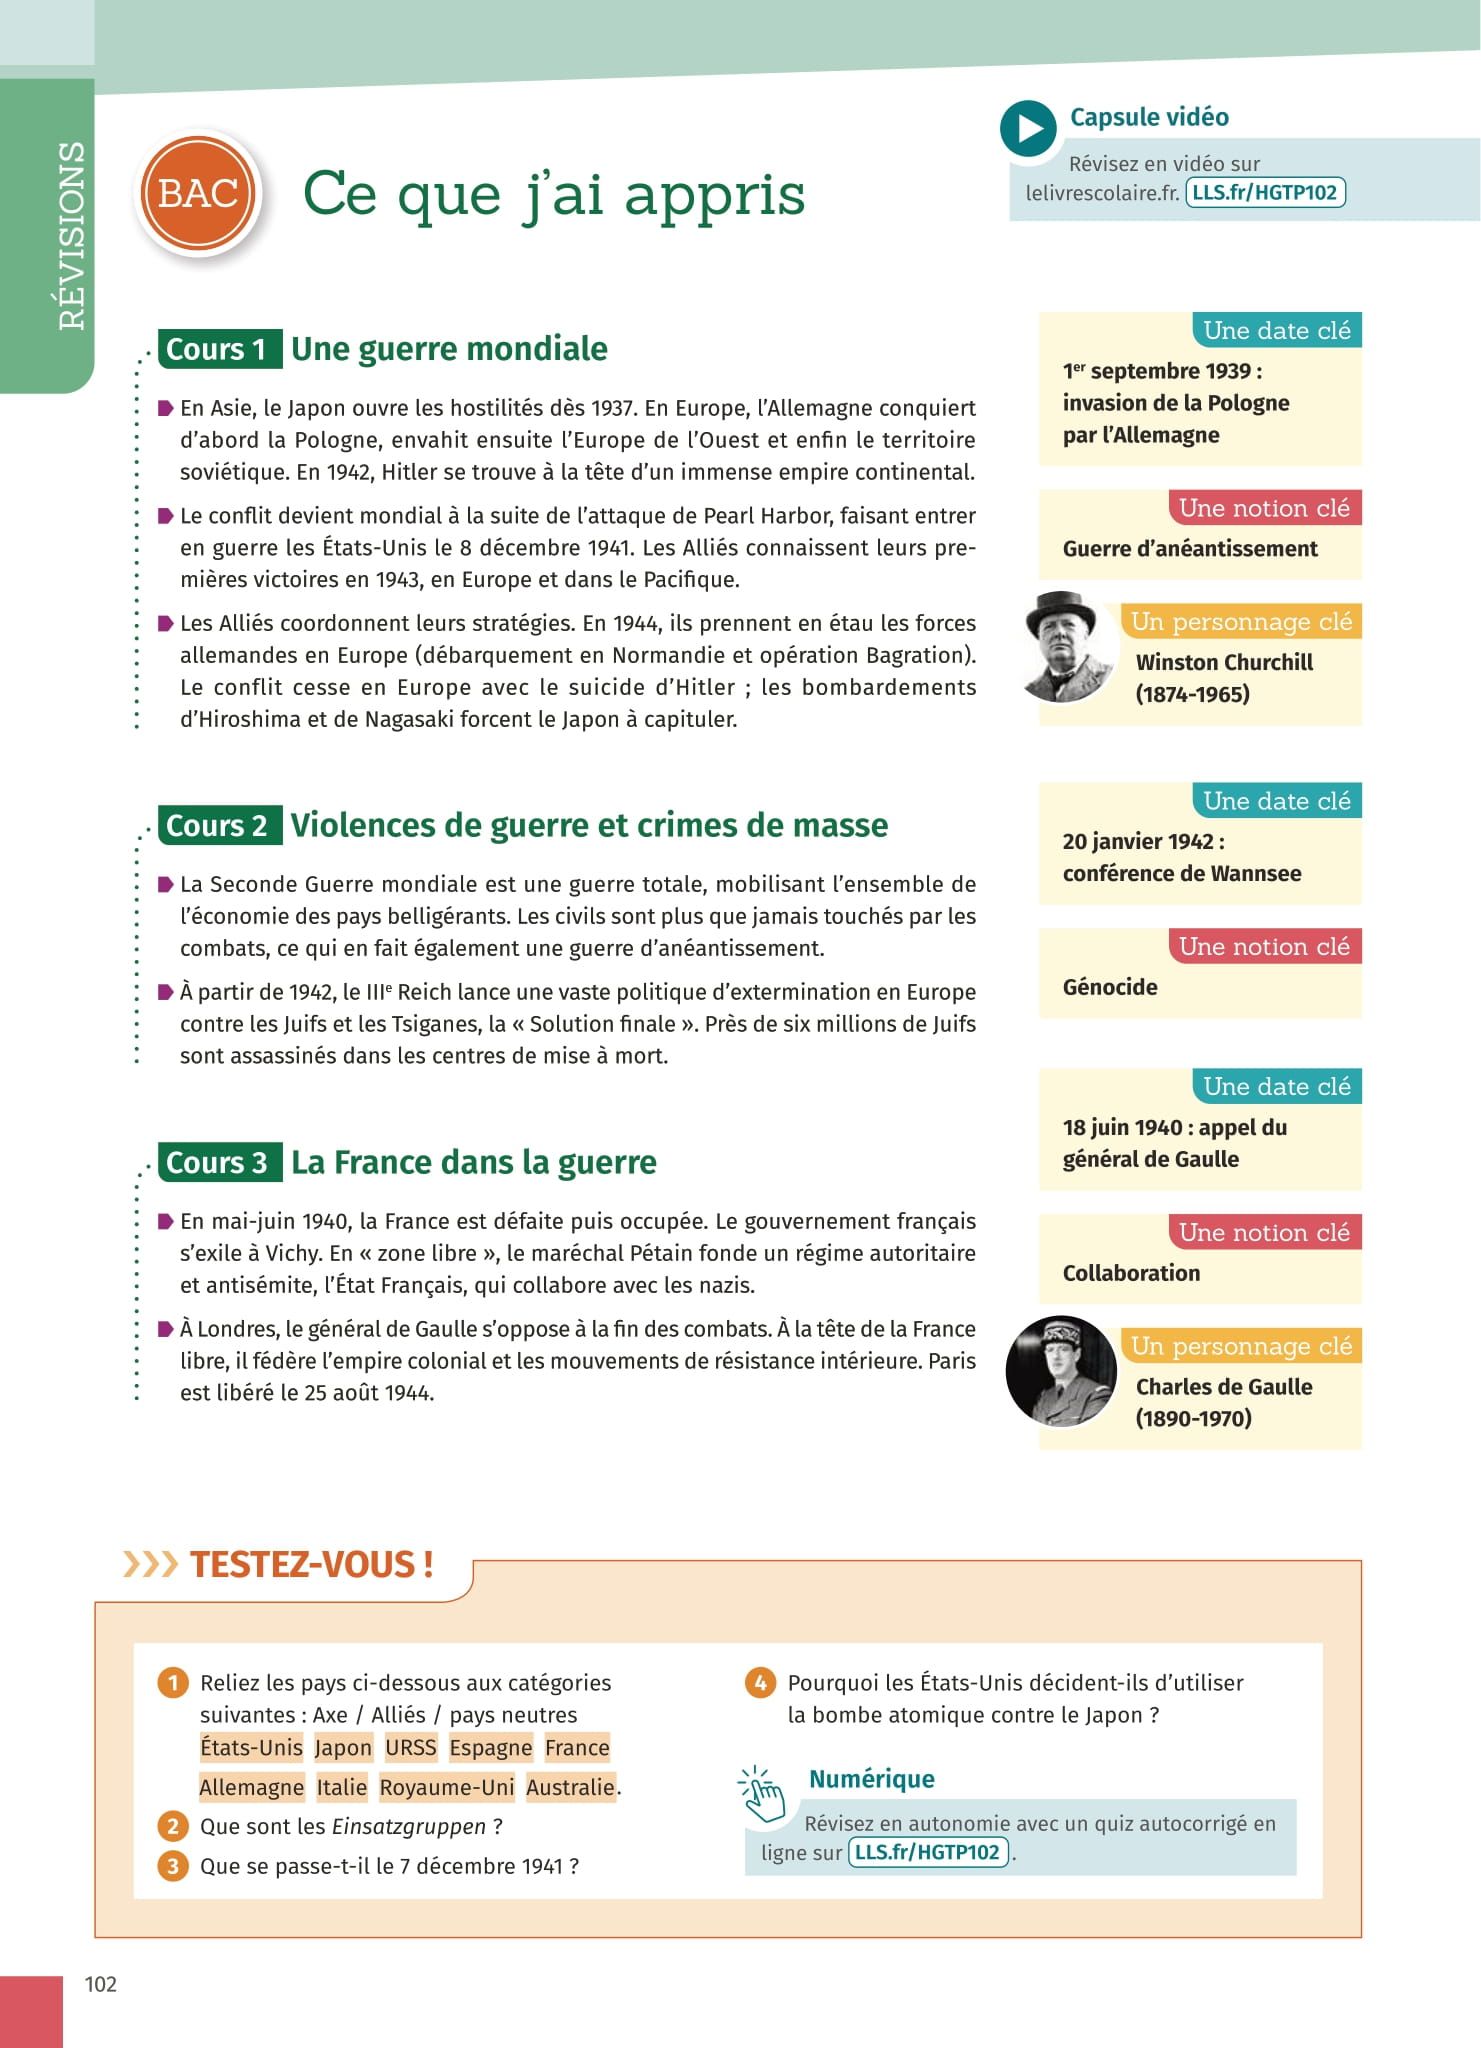 RÉVISIONS
BAC
Ce que j'ai appris
Capsule vidéo
Révisez en vidéo sur
lelivrescolaire.fr. LLS.fr/HGTP102
Cours 1 Une guerre mondiale
En Asie, le Japon ouvre les hostilités dès 1937. En Europe, l'Allemagne conquiert
d'abord la Pologne, envahit ensuite l'Europe de l'Ouest et enfin le territoire
soviétique. En 1942, Hitler se trouve à la tête d'un immense empire continental.
Le conflit devient mondial à la suite de l'attaque de Pearl Harbor, faisant entrer
en guerre les États-Unis le 8 décembre 1941. Les Alliés connaissent leurs pre-
mières victoires en 1943, en Europe et dans le Pacifique.
Les Alliés coordonnent leurs stratégies. En 1944, ils prennent en étau les forces
allemandes en Europe (débarquement en Normandie et opération Bagration).
Le conflit cesse en Europe avec le suicide d'Hitler ; les bombardements
d'Hiroshima et de Nagasaki forcent le Japon à capituler.
Une date clé
1er septembre 1939 :
invasion de la Pologne
par l'Allemagne
Une notion clé
Guerre d'anéantissement
Un personnage clé
Winston Churchill
(1874-1965)
Cours 2 Violences de guerre et crimes de masse
La Seconde Guerre mondiale est une guerre totale, mobilisant l'ensemble de
l'économie des pays belligérants. Les civils sont plus que jamais touchés par les
combats, ce qui en fait également une guerre d'anéantissement.
À partir de 1942, le IIIe Reich lance une vaste politique d'extermination en Europe
contre les Juifs et les Tsiganes, la « Solution finale ». Près de six millions de Juifs
sont assassinés dans les centres de mise à mort.
Une date clé
20 janvier 1942 :
conférence de Wannsee
Une notion clé
Génocide
Cours 3 La France dans la guerre
En mai-juin 1940, la France est défaite puis occupée. Le gouvernement français
s'exile à Vichy. En « zone libre », le maréchal Pétain fonde un régime autoritaire
et antisémite, l'État Français, qui collabore avec les nazis.
À Londres, le général de Gaulle s'oppose à la fin des combats. À la tête de la France
libre, il fédère l'empire colonial et les mouvements de résistance intérieure. Paris
est libéré le 25 août 1944.
Une date clé
18 juin 1940 : appel du
général de Gaulle
Une notion clé
Collaboration
Un personnage clé
Charles de Gaulle
(1890-1970)
TESTEZ-VOUS !
1 Reliez les pays ci-dessous aux catégories
suivantes : Axe / Alliés / pays neutres
États-Unis Japon URSS Espagne France
Allemagne Italie Royaume-Uni Australie.
2 Que sont les Einsatzgruppen ?
3 Que se passe-t-il le 7 décembre 1941 ?
4 Pourquoi les États-Unis décident-ils d'utiliser
la bombe atomique contre le Japon ?
Numérique
Révisez en autonomie avec un quiz autocorrigé en
ligne sur LLS.fr/HGTP102 .
102